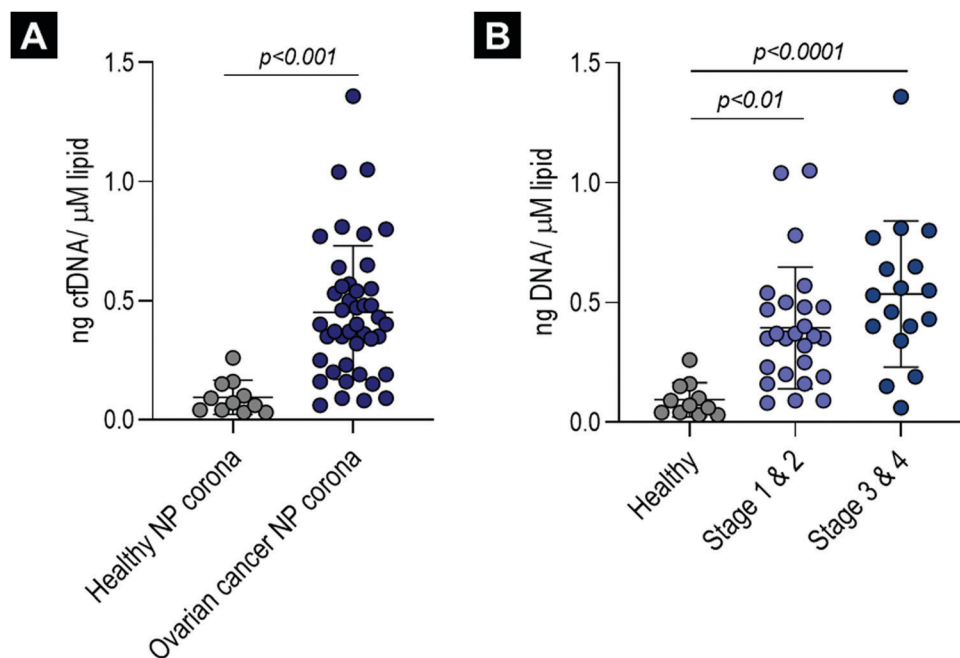 A
p<0.001
1.5
1.0
0.5
0.0
ng cfDNA/ μM lipid
Healthy NP corona
Ovarian cancer NP corona
B
p<0.0001
p<0.01
1.5
1.0
0.5
0.0
ng DNA/ μM lipid
Healthy
Stage 1 & 2
Stage 3 & 4